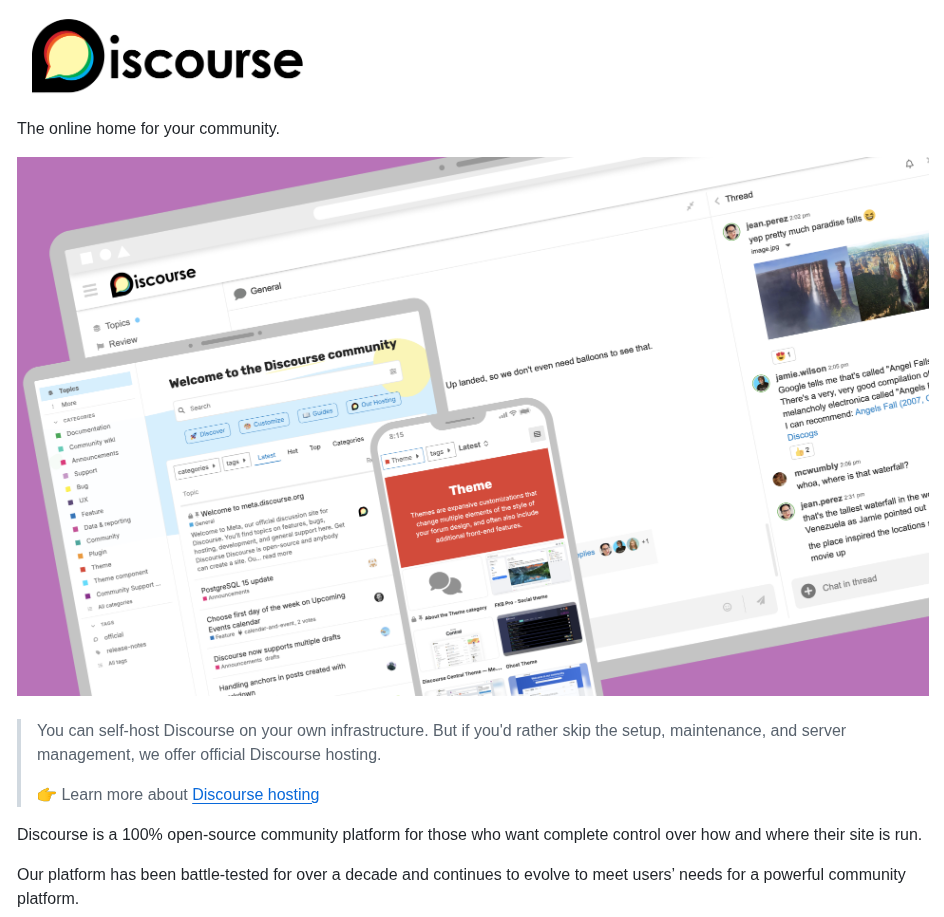 Discourse
The online home for your community.
Discourse
General
Topics
Review
Up landed, so we don't even need balloons to see that.
Thread
jean.perez 2:02 pm
yep pretty much paradise falls 😆
image.jpg
😍 1
jamie.wilson 2:05 pm
Google tells me that's called "Angel Falls
There's a very, very good compilation of
melancholy electronica called "Angels
I can recommend: Angels Fall (2007, C
Discogs
👍 2
mcwumbly 2:06 pm
whoa, where is that waterfall?
jean.perez 2:31 pm
that's the tallest waterfall in the wo
Venezuela as Jamie pointed out
the place inspired the locations
movie up
+1
Chat in thread
Topics
More
CATEGORIES
Documentation
Community wiki
Announcements
Support
Bug
UX
Feature
Data & reporting
Community
Plugin
Theme
Theme component
Community Support ...
All categories
TAGS
official
release-notes
All tags
Welcome to the Discourse community
Search
Discover
Customize
Guides
Our Hosting
categories
tags
Latest
Hot
Top
Categories
Topic
Welcome to meta.discourse.org
General
Welcome to Meta, our official discussion site for
Discourse. You'll find topics on features, bugs,
hosting, development, and general support here. Get
Discourse Discourse is open-source and anybody
can create a site. Ou... read more
PostgreSQL 15 update
Announcements
Choose first day of the week on Upcoming
Events calendar
Feature calendar-and-event, 2 votes
Discourse now supports multiple drafts
Announcements drafts
Handling anchors in posts created with
8:15
Theme
tags
Latest
Theme
Themes are expansive customizations that
change multiple elements of the style of
your forum design, and often also include
additional front-end features.
About the Theme category
FKB Pro - Social theme
Central
Discourse Central Theme — Me...
Ghost Theme
You can self-host Discourse on your own infrastructure. But if you'd rather skip the setup, maintenance, and server
management, we offer official Discourse hosting.
👉 Learn more about Discourse hosting
Discourse is a 100% open-source community platform for those who want complete control over how and where their site is run.
Our platform has been battle-tested for over a decade and continues to evolve to meet users’ needs for a powerful community
platform.